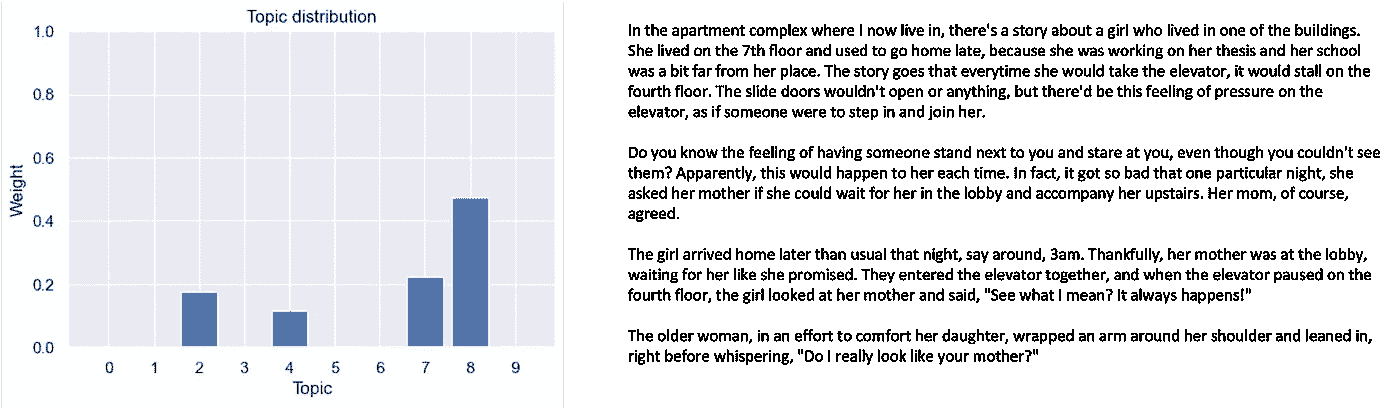 Topic distribution
1.0
0.8
0.6
0.4
0.2
0.0
Weight
0 1 2 3 4 5 6 7 8 9
Topic
In the apartment complex where I now live in, there's a story about a girl who lived in one of the buildings.
She lived on the 7th floor and used to go home late, because she was working on her thesis and her school
was a bit far from her place. The story goes that everytime she would take the elevator, it would stall on the
fourth floor. The slide doors wouldn't open or anything, but there'd be this feeling of pressure on the
elevator, as if someone were to step in and join her.
Do you know the feeling of having someone stand next to you and stare at you, even though you couldn't see
them? Apparently, this would happen to her each time. In fact, it got so bad that one particular night, she
asked her mother if she could wait for her in the lobby and accompany her upstairs. Her mom, of course,
agreed.
The girl arrived home later than usual that night, say around, 3am. Thankfully, her mother was at the lobby,
waiting for her like she promised. They entered the elevator together, and when the elevator paused on the
fourth floor, the girl looked at her mother and said, "See what I mean? It always happens!"
The older woman, in an effort to comfort her daughter, wrapped an arm around her shoulder and leaned in,
right before whispering, "Do I really look like your mother?"